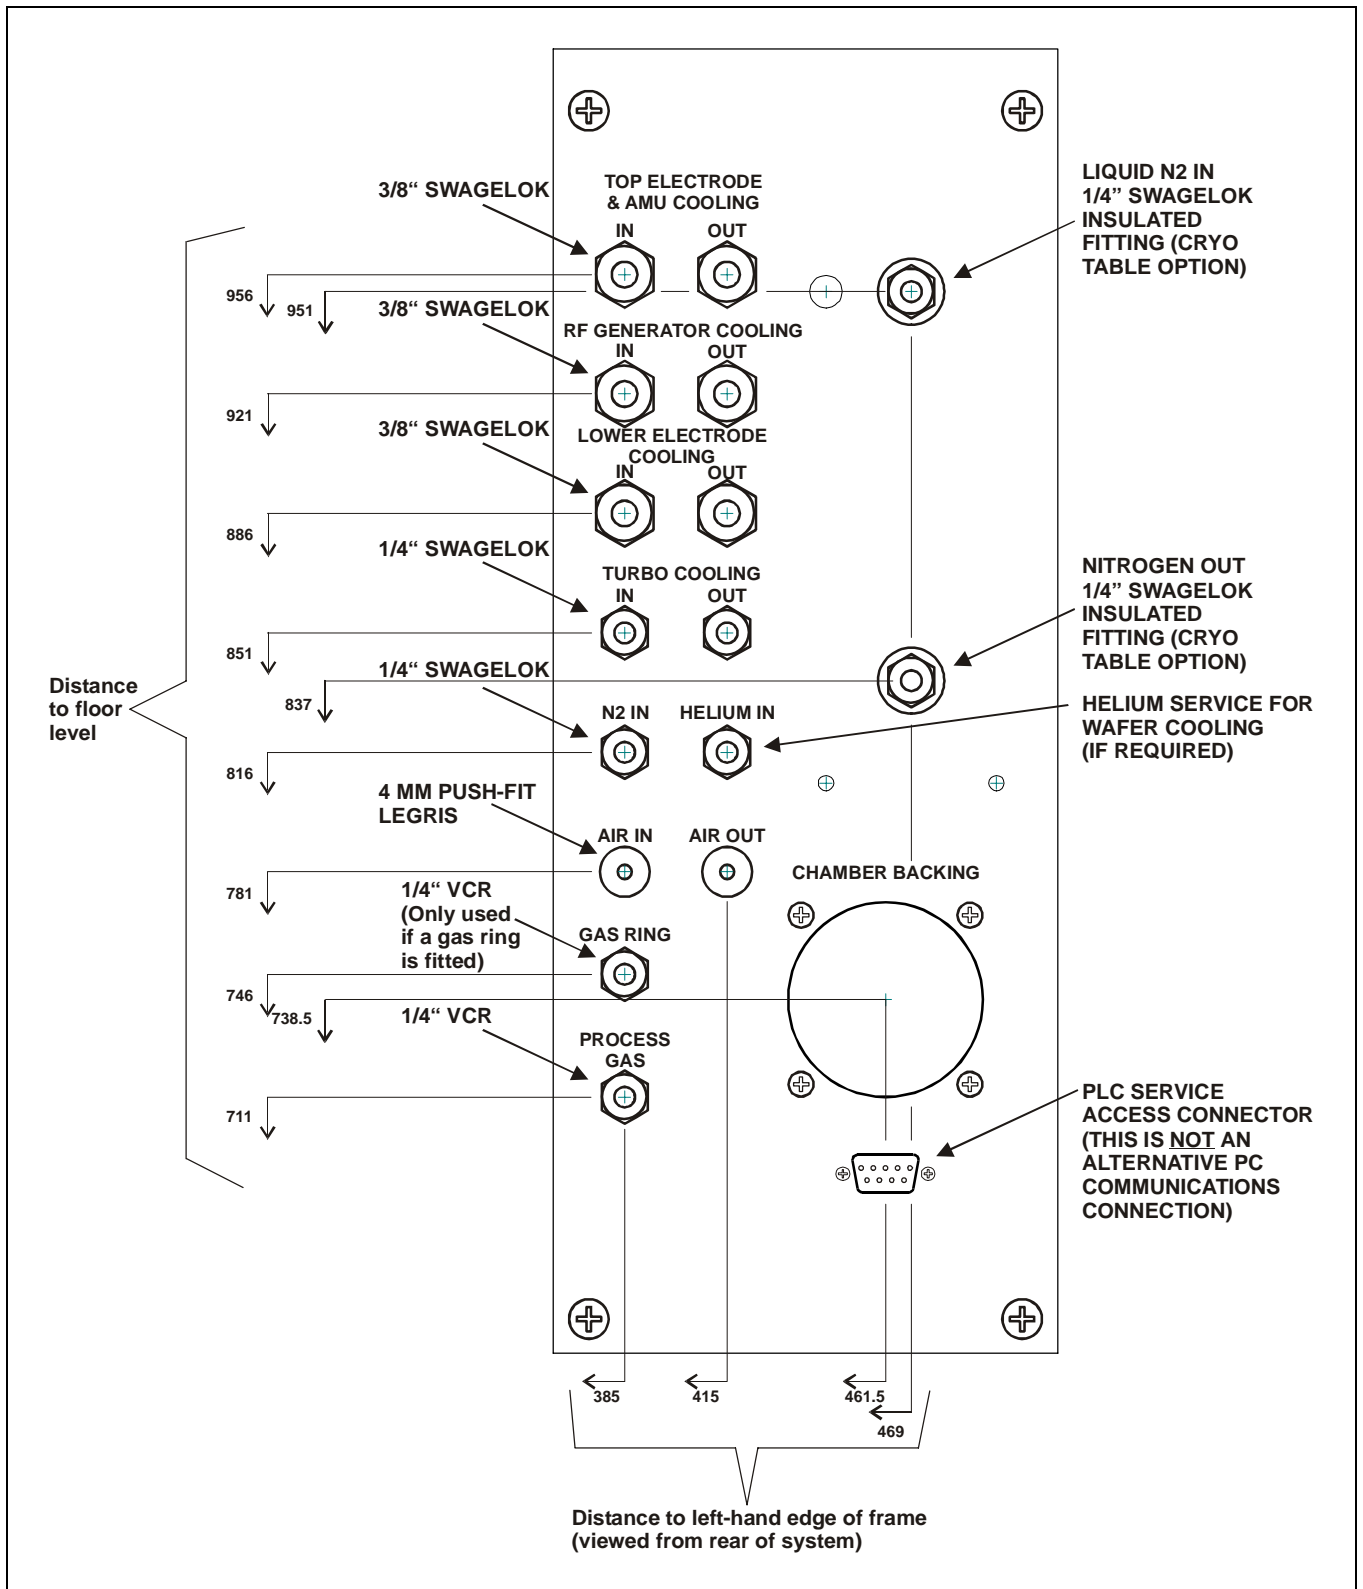 3/8“ SWAGELOK
TOP ELECTRODE
& AMU COOLING
IN
OUT
LIQUID N2 IN
1/4” SWAGELOK
INSULATED
FITTING (CRYO
TABLE OPTION)
956
951
3/8“ SWAGELOK
RF GENERATOR COOLING
IN
OUT
921
3/8“ SWAGELOK
LOWER ELECTRODE
COOLING
IN
OUT
886
1/4“ SWAGELOK
TURBO COOLING
IN
OUT
NITROGEN OUT
1/4” SWAGELOK
INSULATED
FITTING (CRYO
TABLE OPTION)
851
1/4“ SWAGELOK
Distance
to floor
level
837
N2 IN
HELIUM IN
HELIUM SERVICE FOR
WAFER COOLING
(IF REQUIRED)
816
4 MM PUSH-FIT
LEGRIS
AIR IN
AIR OUT
CHAMBER BACKING
781
1/4“ VCR
(Only used
if a gas ring
is fitted)
GAS RING
746
738.5
1/4“ VCR
PROCESS
GAS
711
PLC SERVICE
ACCESS CONNECTOR
(THIS IS NOT AN
ALTERNATIVE PC
COMMUNICATIONS
CONNECTION)
385
415
461.5
469
Distance to left-hand edge of frame
(viewed from rear of system)